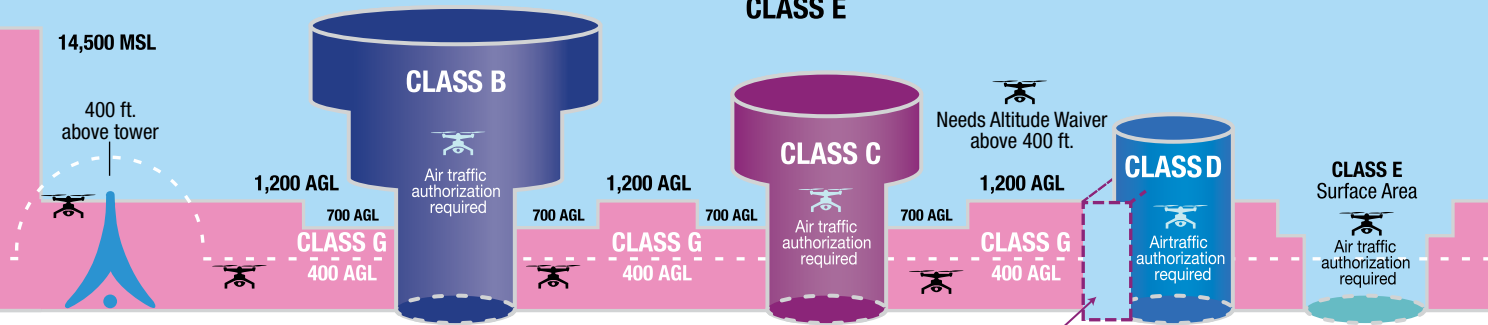 CLASS E
14,500 MSL
400 ft.
above tower
CLASS B
Air traffic
authorization
required
1,200 AGL
700 AGL
CLASS G
400 AGL
1,200 AGL
700 AGL
700 AGL
CLASS G
400 AGL
CLASS C
Air traffic
authorization
required
Needs Altitude Waiver
above 400 ft.
1,200 AGL
700 AGL
CLASS G
400 AGL
CLASS D
Airtraffic
authorization
required
CLASS E
Surface Area
Air traffic
authorization
required